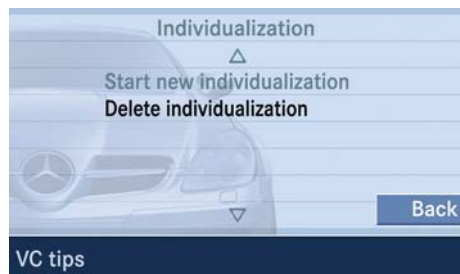 Individualization
Start new individualization
Delete individualization
Back
VC tips